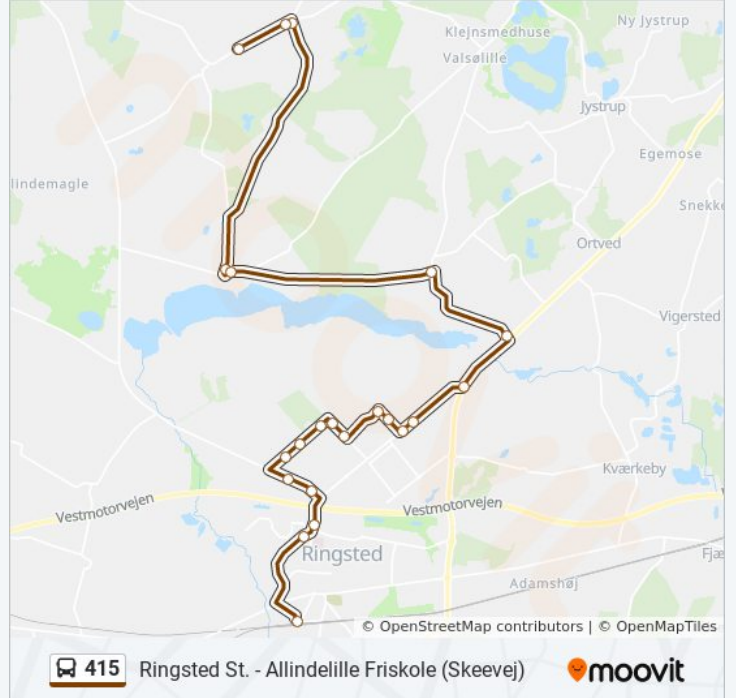 Ny Jystrup
Klejnsmedhuse
Valsølille
Jystrup
Egemose
lindemagle
Snekke
Ortved
Vigersted
Kværkeby
Vestmotorvejen
Vestmotorvejen
Ringsted
Fjæ
Adamshøj
© OpenStreetMap contributors | © OpenMapTiles
415 Ringsted St. - Allindelille Friskole (Skeevej) moovit